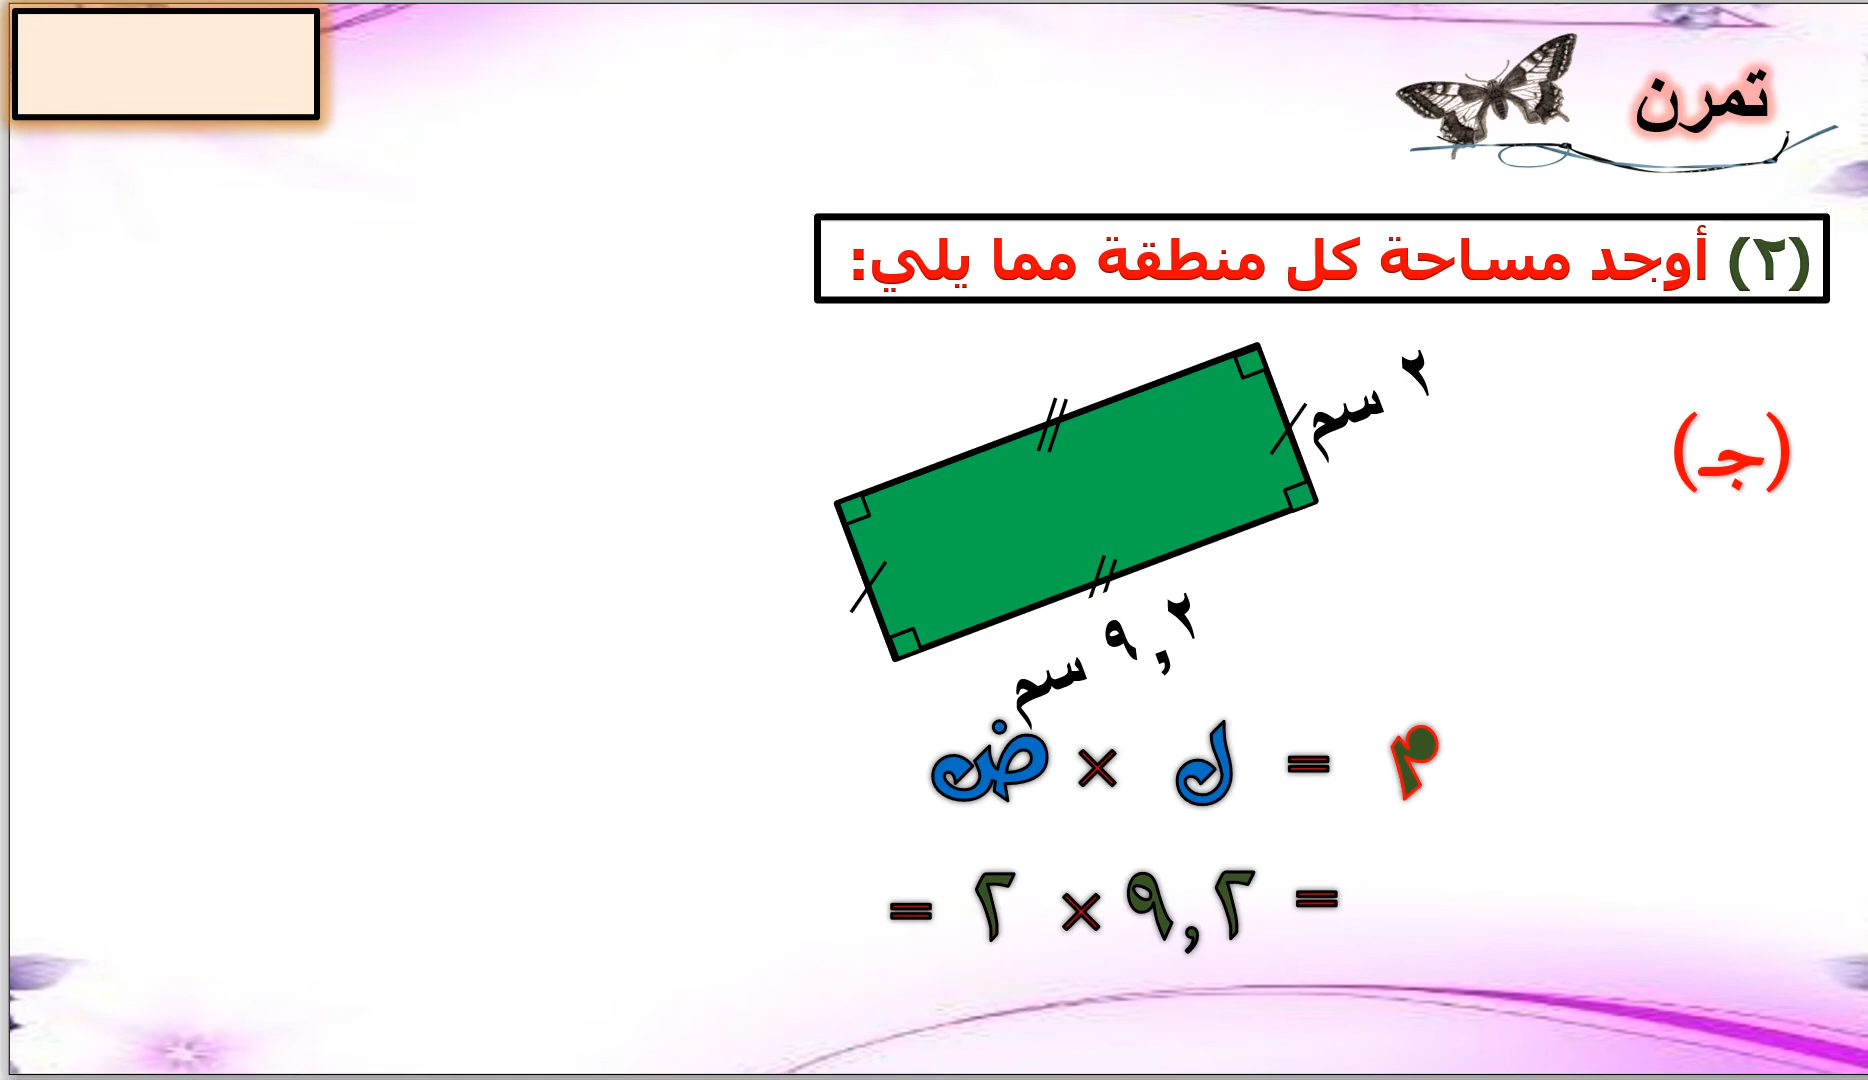 تمرن
(٢) أوجد مساحة كل منطقة مما يلي:
(جـ)
٢ سم
٩,٢ سم
م = ل × ض
= ٩,٢ × ٢ =